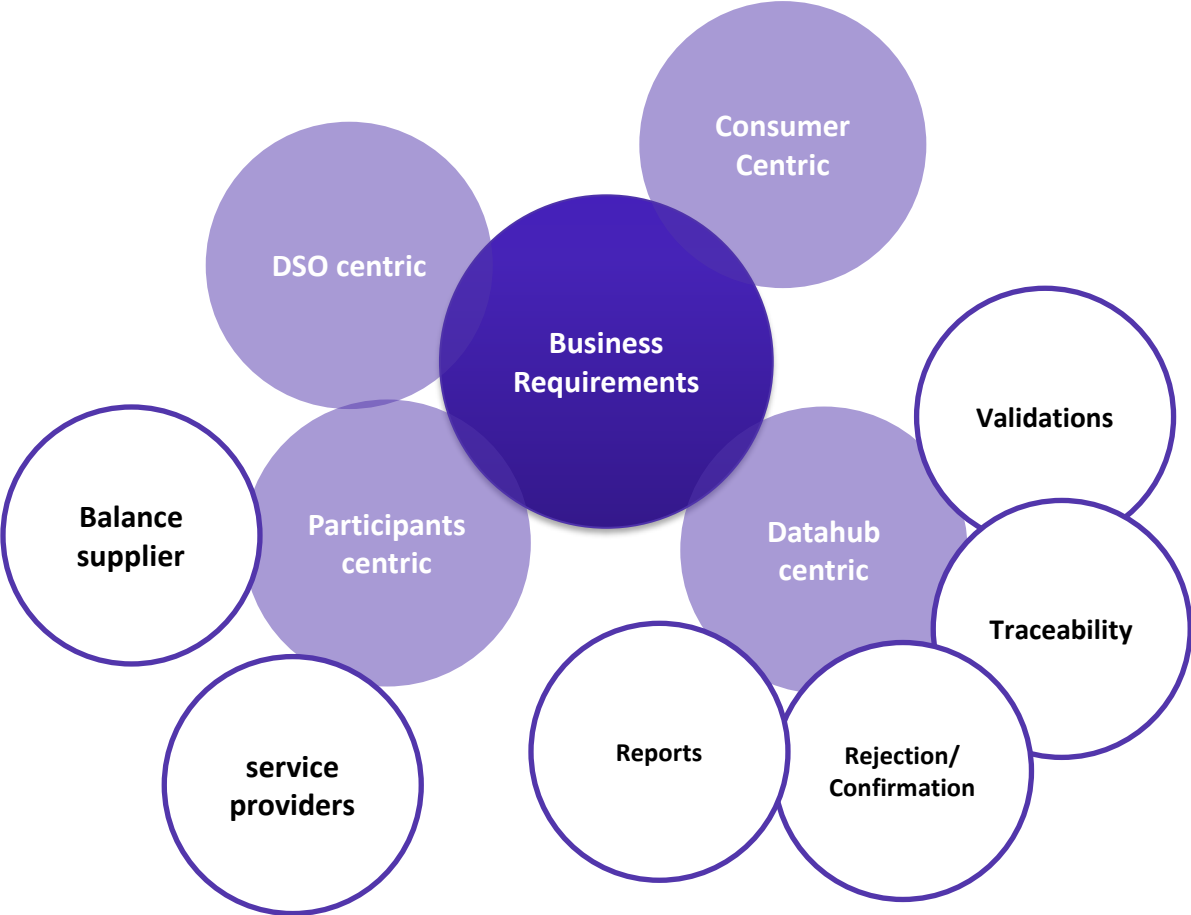 Consumer
Centric
DSO centric
Business
Requirements
Validations
Balance
supplier
Participants
centric
Datahub
centric
Traceability
Reports
Rejection/
Confirmation
service
providers